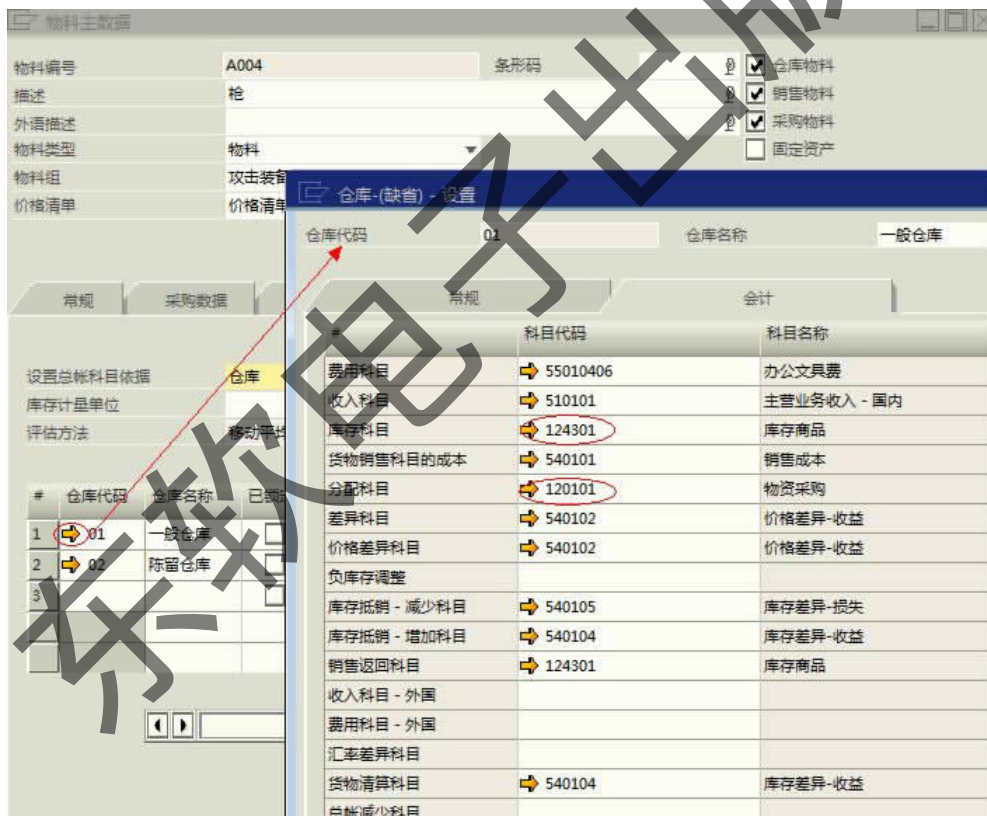 物料主数据
物料编号 A004 条形码 仓库物料
描述 枪 销售物料
外语描述 采购物料
物料类型 物料 固定资产
物料组 攻击装备
价格清单 价格清单
仓库-(缺省) - 设置
仓库代码 01 仓库名称 一般仓库
常规 采购数据
常规 会计
# 科目代码 科目名称
设置总帐科目依据 仓库
库存计量单位
评估方法 移动平均
# 仓库代码 仓库名称 已锁
1 01 一般仓库
2 02 陈留仓库
3
费用科目 55010406 办公文具费
收入科目 510101 主营业务收入 - 国内
库存科目 124301 库存商品
货物销售科目的成本 540101 销售成本
分配科目 120101 物资采购
差异科目 540102 价格差异-收益
价格差异科目 540102 价格差异-收益
负库存调整
库存抵销 - 减少科目 540105 库存差异-损失
库存抵销 - 增加科目 540104 库存差异-收益
销售返回科目 124301 库存商品
收入科目 - 外国
费用科目 - 外国
汇率差异科目
货物清算科目 540104 库存差异-收益
总帐减少科目
东软电子出版